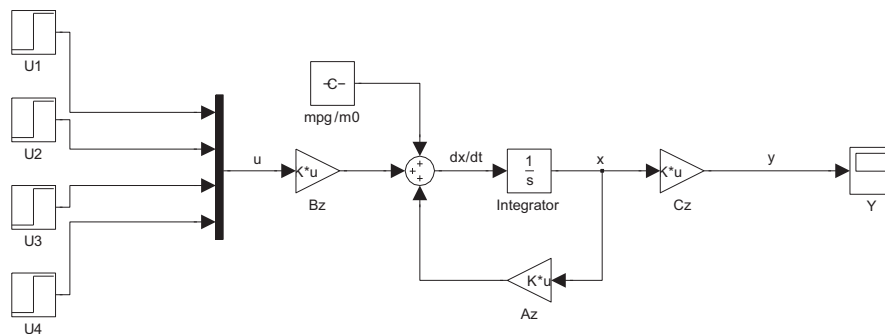 U1
U2
U3
U4
u
K*u
Bz
-C-
mpg/m0
+
+
+
dx/dt
1
s
Integrator
x
K*u
Az
K*u
Cz
y
Y